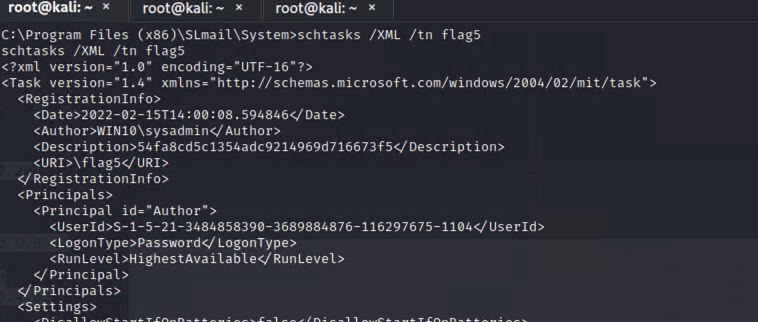 root@kali: ~ × root@kali: ~ × root@kali: ~ ×
C:\Program Files (x86)\SLmail\System>schtasks /XML /tn flag5
schtasks /XML /tn flag5
<?xml version="1.0" encoding="UTF-16"?>
<Task version="1.4" xmlns="http://schemas.microsoft.com/windows/2004/02/mit/task">
  <RegistrationInfo>
    <Date>2022-02-15T14:00:08.594846</Date>
    <Author>WIN10\sysadmin</Author>
    <Description>54fa8cd5c1354adc9214969d716673f5</Description>
    <URI>\flag5</URI>
  </RegistrationInfo>
  <Principals>
    <Principal id="Author">
      <UserId>S-1-5-21-3484858390-3689884876-116297675-1104</UserId>
      <LogonType>Password</LogonType>
      <RunLevel>HighestAvailable</RunLevel>
    </Principal>
  </Principals>
  <Settings>
    <DisallowStartIfOnBatteries>false</DisallowStartIfOnBatteries>